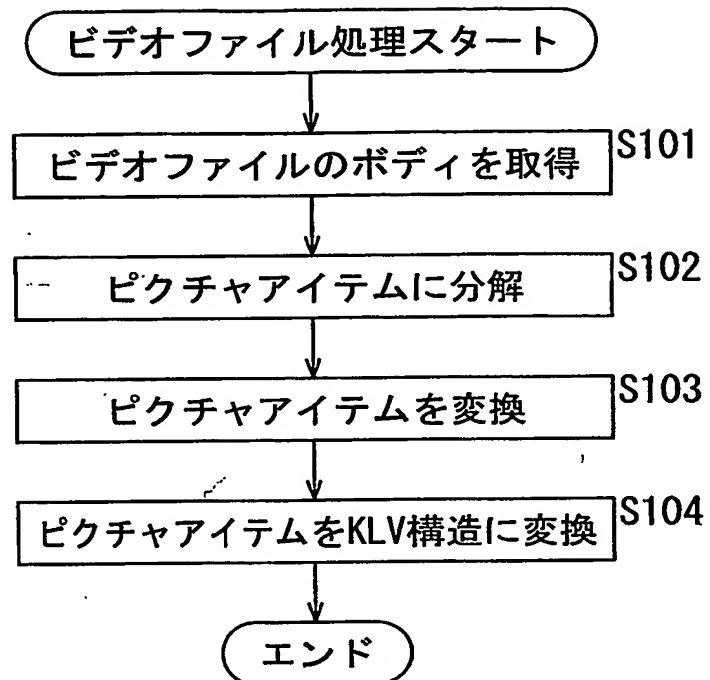 ビデオファイル処理スタート
ビデオファイルのボディを取得
S101
ピクチャアイテムに分解
S102
ピクチャアイテムを変換
S103
ピクチャアイテムをKLV構造に変換
S104
エンド